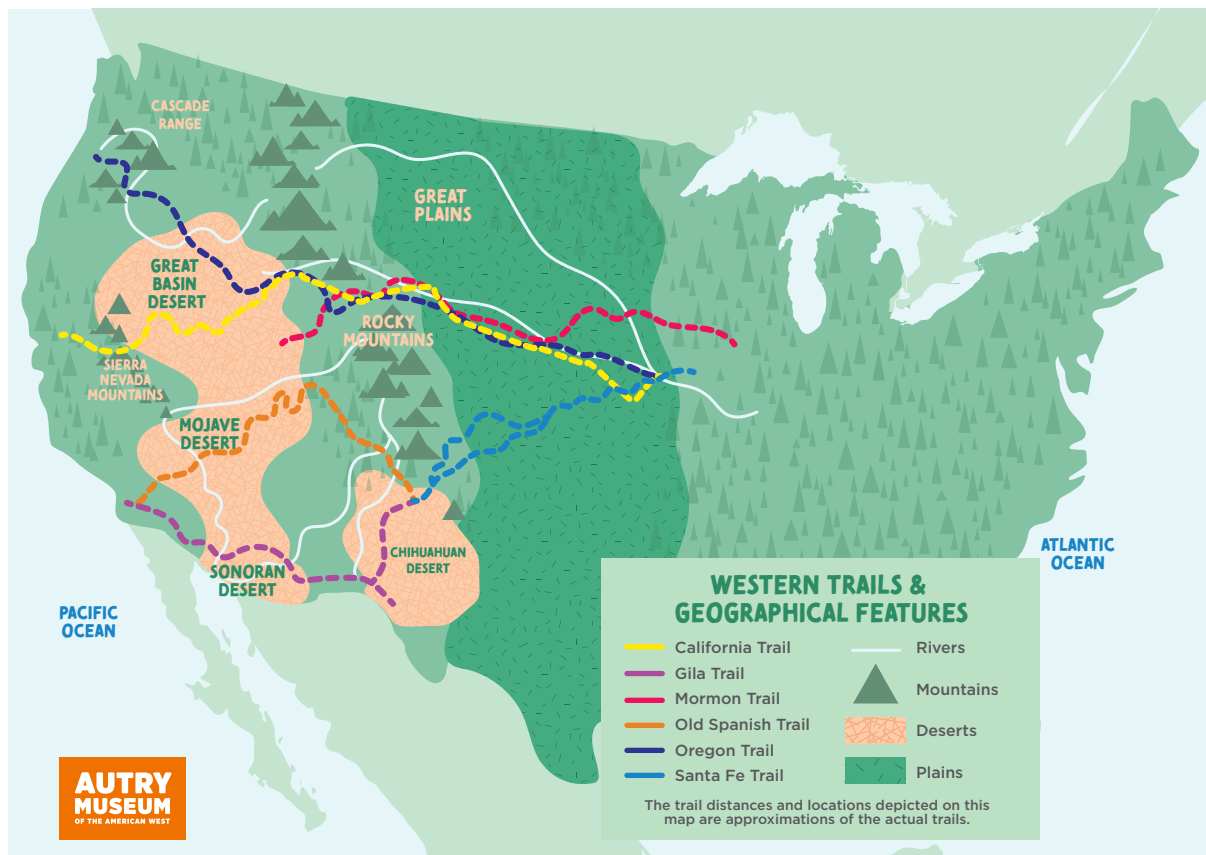 CASCADE
RANGE
GREAT
PLAINS
GREAT
BASIN
DESERT
ROCKY
MOUNTAINS
SIERRA
NEVADA
MOUNTAINS
MOJAVE
DESERT
CHIHUAHUAN
DESERT
SONORAN
DESERT
ATLANTIC
OCEAN
PACIFIC
OCEAN
WESTERN TRAILS &
GEOGRAPHICAL FEATURES
California Trail
Gila Trail
Mormon Trail
Old Spanish Trail
Oregon Trail
Santa Fe Trail
Rivers
Mountains
Deserts
Plains
The trail distances and locations depicted on this
map are approximations of the actual trails.
AUTRY
MUSEUM
OF THE AMERICAN WEST